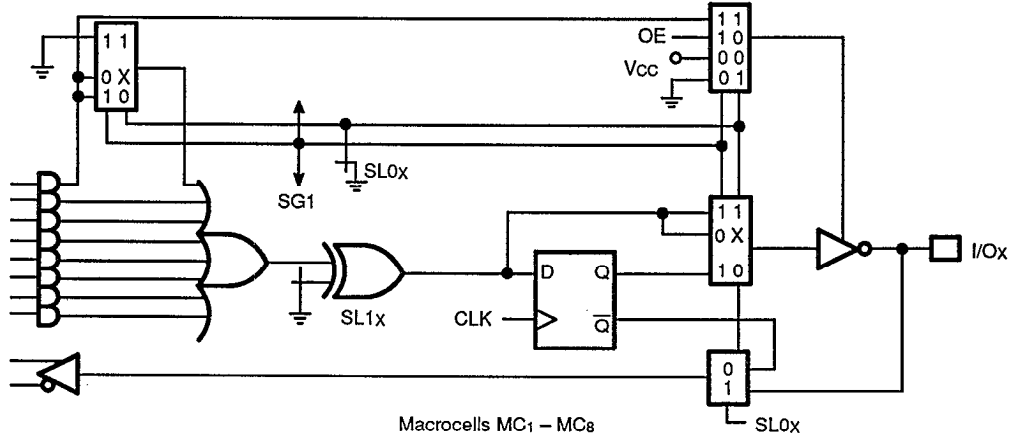 1 1
0 X
1 0
OE
VCC
1 1
1 0
0 0
0 1
SG1
SL0X
1 1
0 X
1 0
D Q
CLK
Q
SL1X
I/OX
0
1
SL0X
Macrocells MC1 – MC8